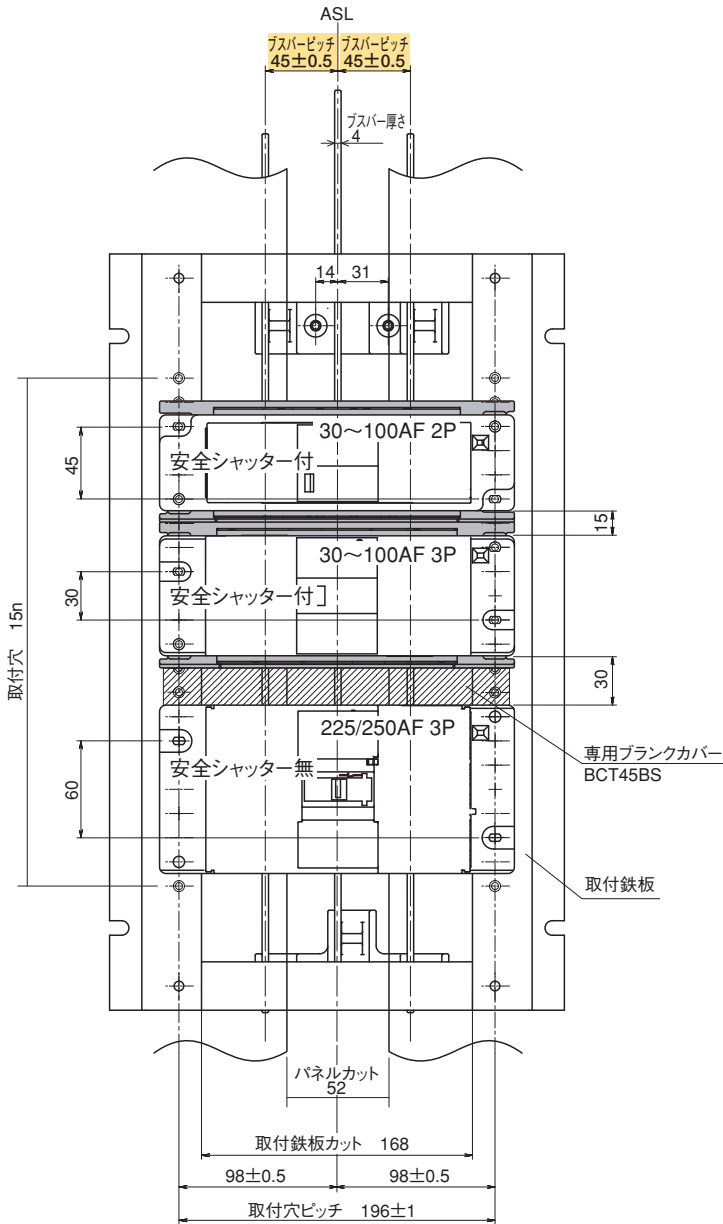 ASL
ブスバーピッチ ブスバーピッチ
45±0.5 45±0.5
ブスバー厚さ
4
14 31
30～100AF 2P
安全シャッター付
45
15
30～100AF 3P
安全シャッター付
30
取付穴 15n
30
225/250AF 3P
安全シャッター無
専用ブランクカバー
BCT45BS
60
取付鉄板
パネルカット
52
取付鉄板カット 168
98±0.5 98±0.5
取付穴ピッチ 196±1